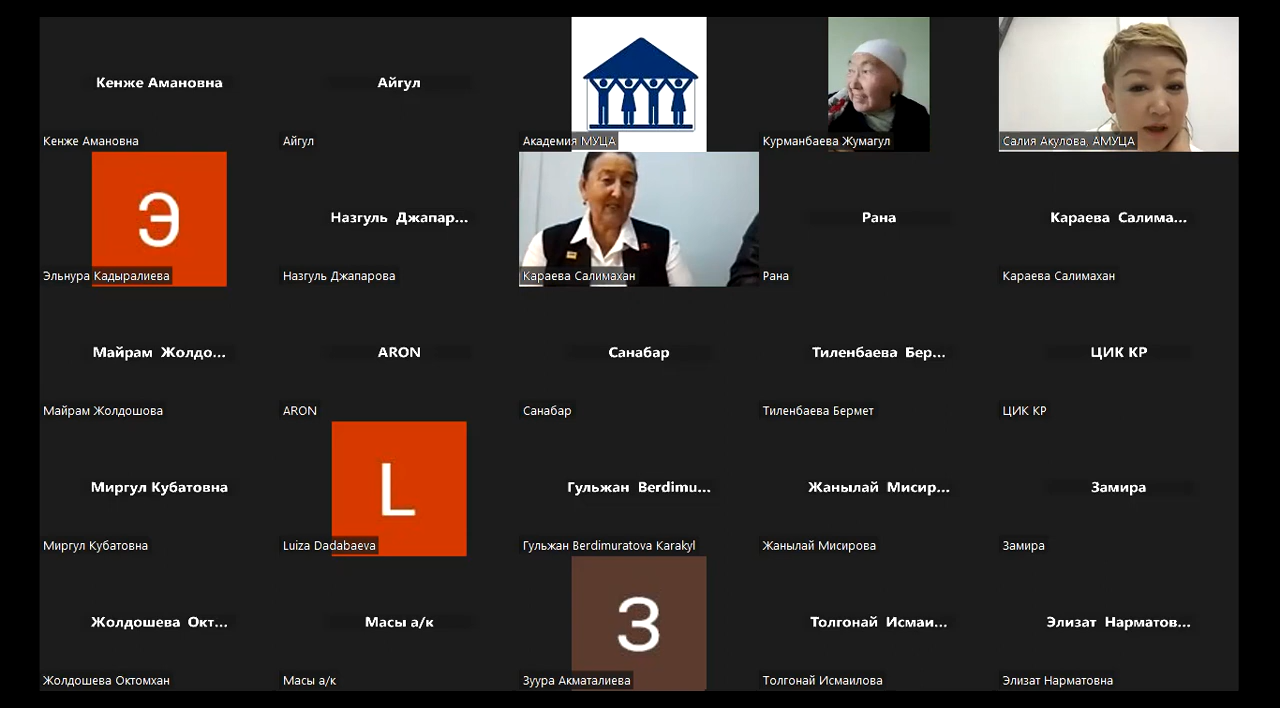 Кенже Амановна
Кенже Амановна
Айгул
Айгул
Академия МУЦА
Курманбаева Жумагул
Салия Акулова, АМУЦА
Э
Эльнура Кадыралиева
Назгуль Джапар...
Назгуль Джапарова
Караева Салимахан
Рана
Рана
Караева Салима...
Караева Салимахан
Майрам Жолдо...
Майрам Жолдошова
ARON
ARON
Санабар
Санабар
Тиленбаева Бер...
Тиленбаева Бермет
ЦИК КР
ЦИК КР
Миргул Кубатовна
Миргул Кубатовна
L
Luiza Dadabaeva
Гульжан Berdimu...
Гульжан Berdimuratova Karakyl
Жанылай Мисир...
Жанылай Мисирова
Замира
Замира
Жолдошева Окт...
Жолдошева Октомхан
Масы а/к
Масы а/к
З
Зуура Акматалиева
Толгонай Исмаи...
Толгонай Исмаилова
Элизат Нарматов...
Элизат Нарматовна